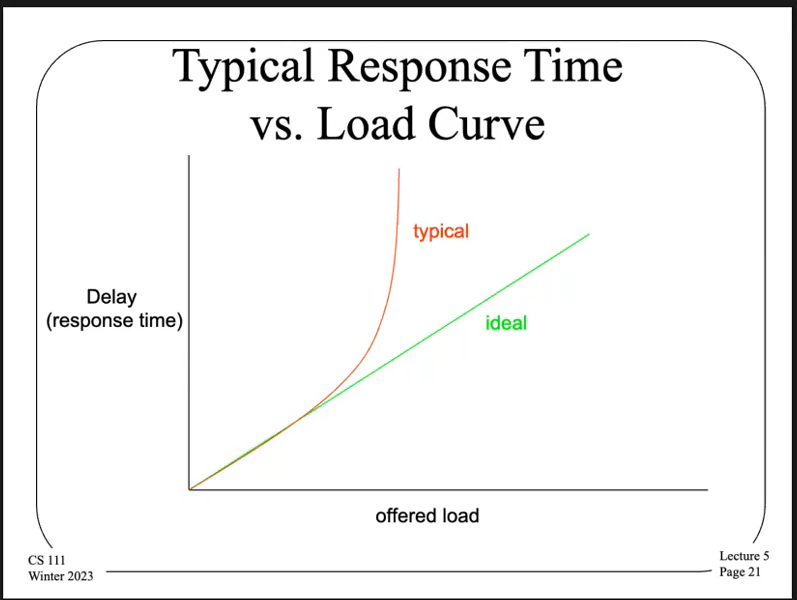 Typical Response Time
vs. Load Curve
typical
Delay
(response time)
ideal
offered load
CS 111
Winter 2023
Lecture 5
Page 21